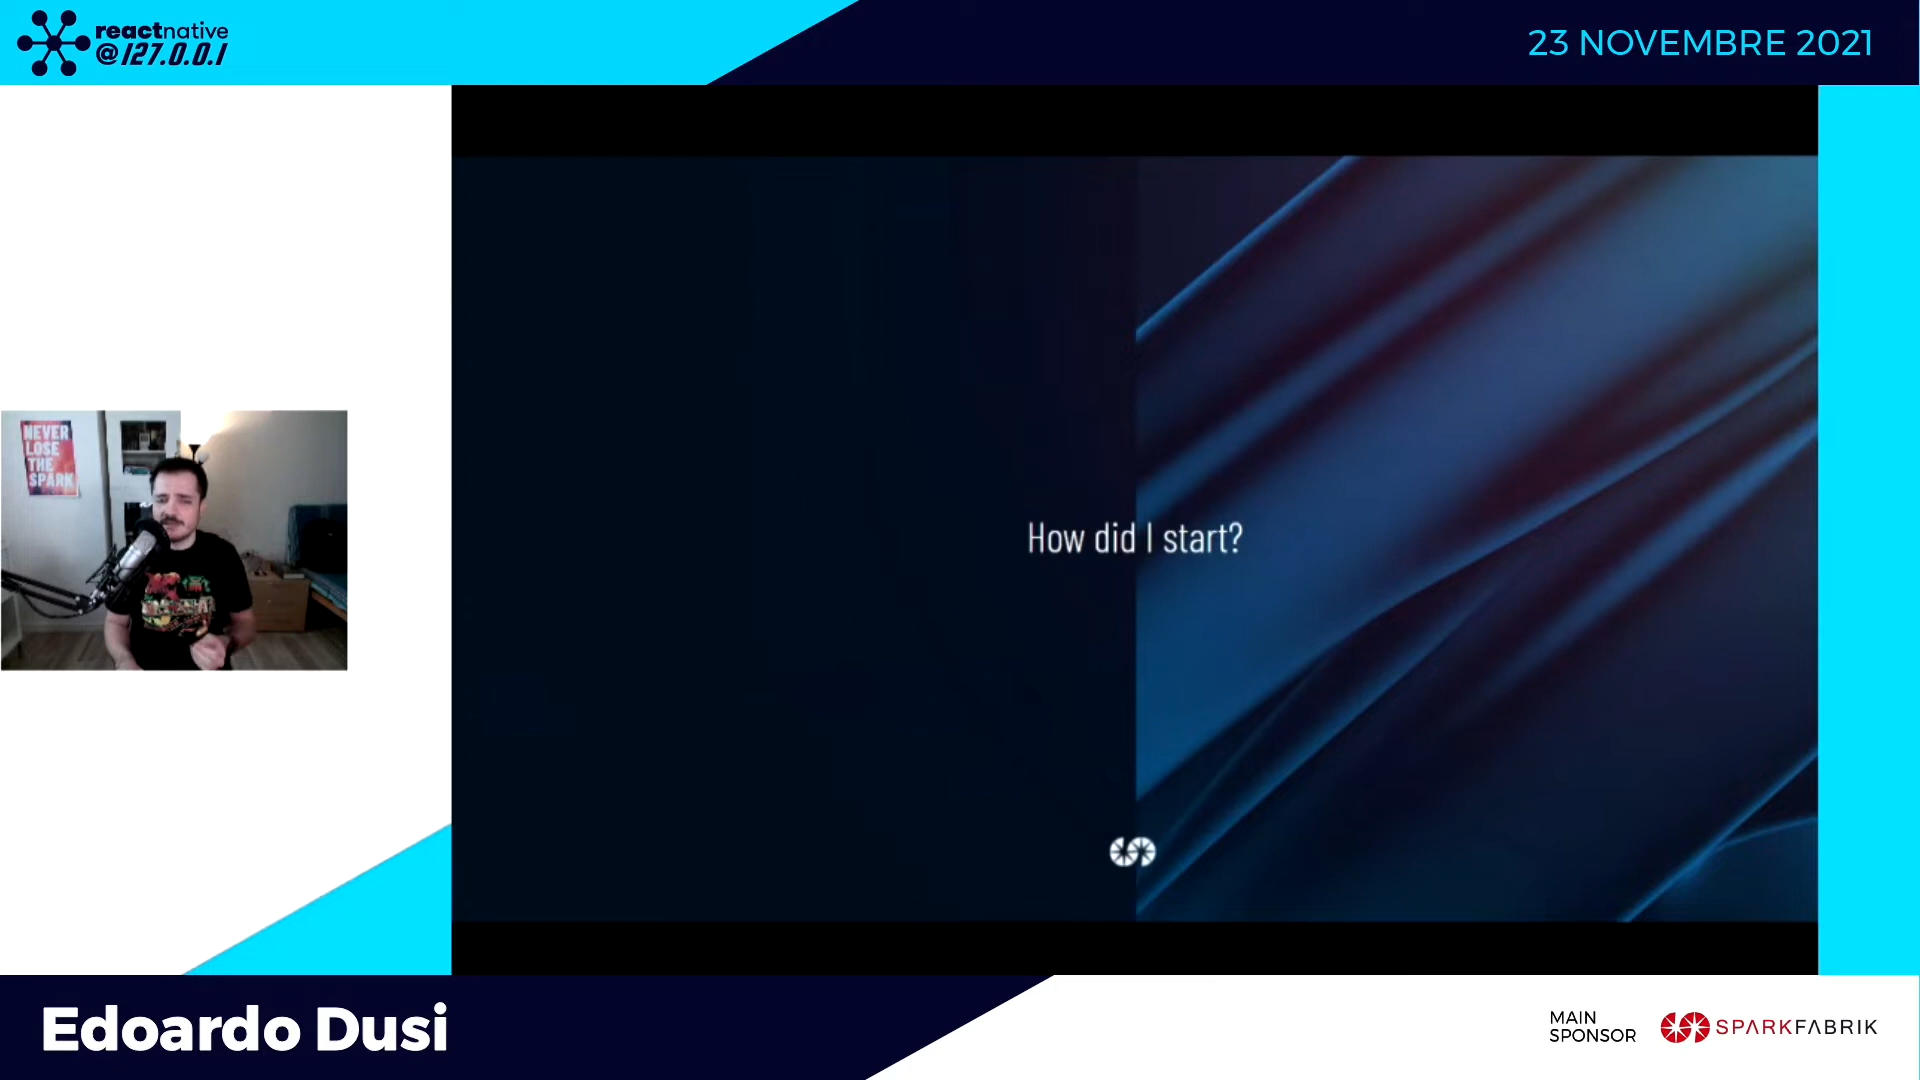 reactnative
@127.0.0.1
23 NOVEMBRE 2021
NEVER
LOSE
THE
SPARK
How did I start?
Edoardo Dusi
MAIN
SPONSOR
SPARKFABRIK